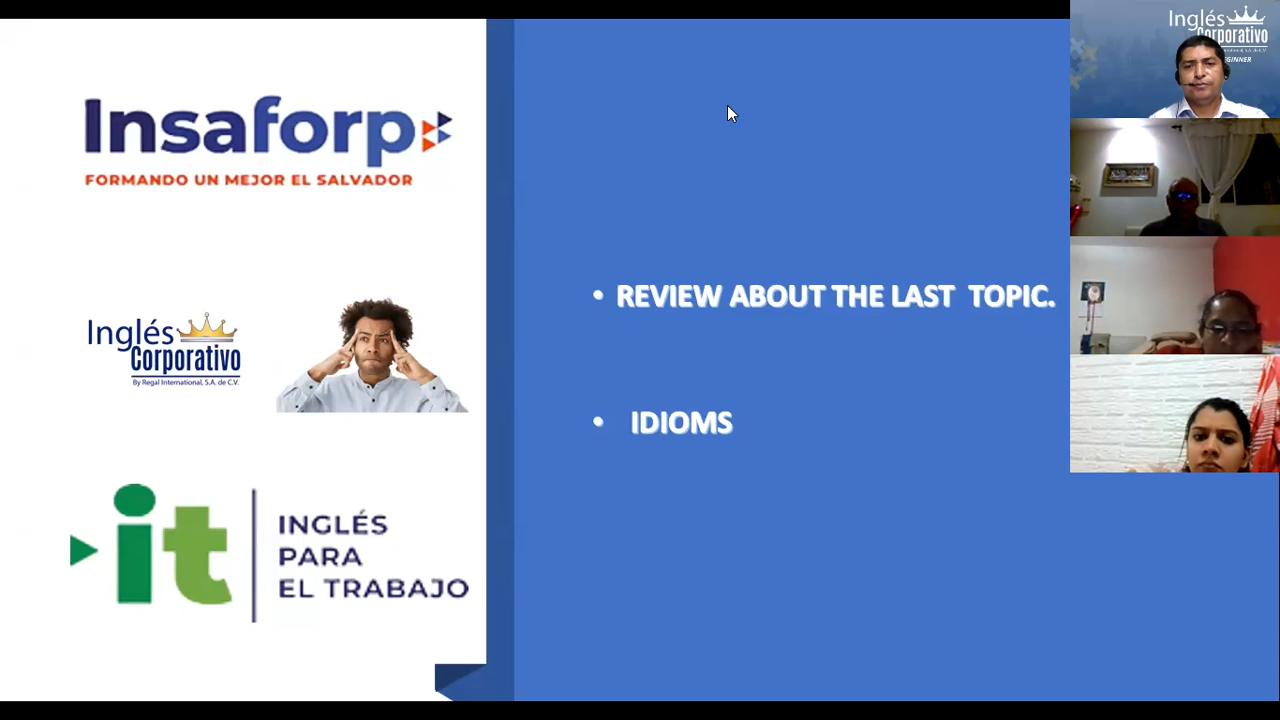 Insaforp
FORMANDO UN MEJOR EL SALVADOR
Inglés
Corporativo
By Regal International, S.A. de C.V.
it
INGLÉS
PARA
EL TRABAJO
• REVIEW ABOUT THE LAST TOPIC.
• IDIOMS
Inglés
Corporativo